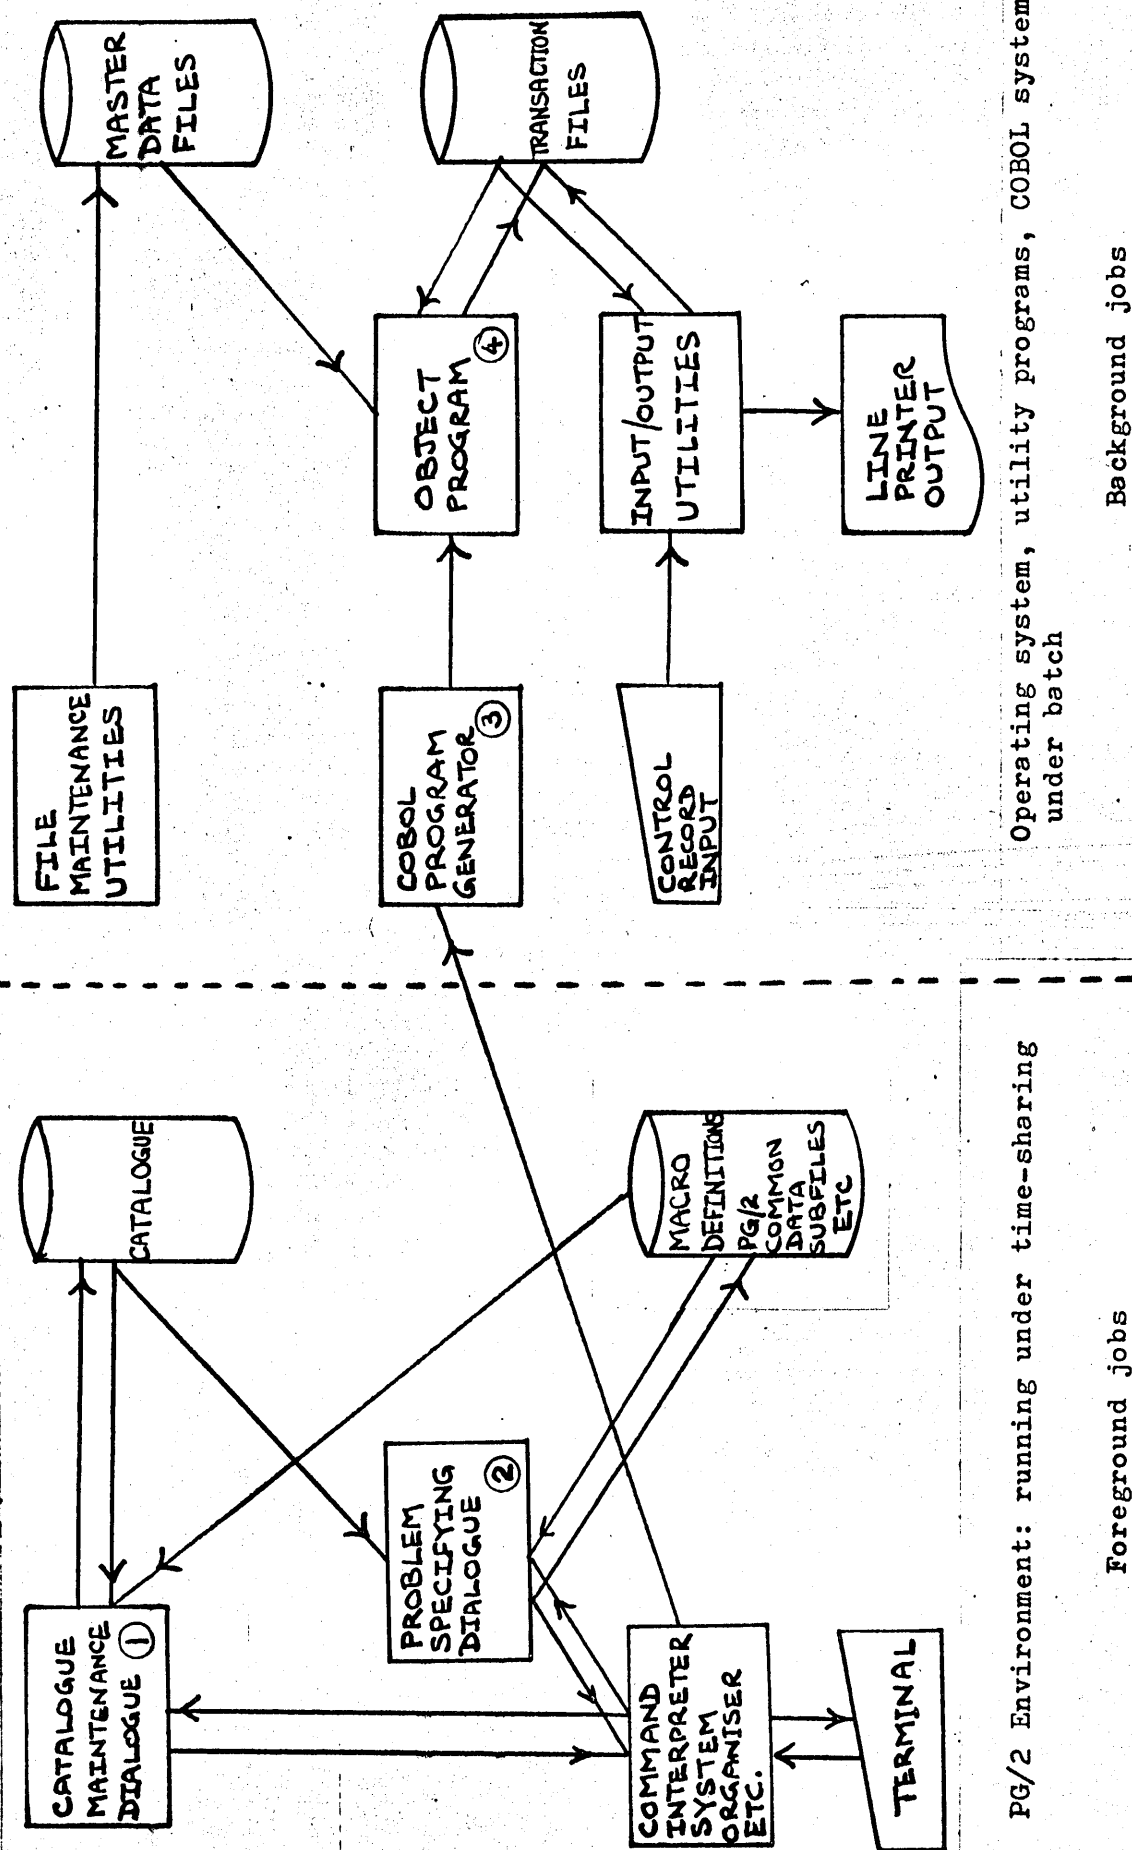 CATALOGUE
MAINTENANCE
DIALOGUE ①
CATALOGUE
PROBLEM
SPECIFYING
DIALOGUE ②
COMMAND
INTERPRETER
SYSTEM
ORGANISER
ETC.
MACRO
DEFINITIONS
PG/2
COMMON
DATA
SUBFILES
ETC
TERMINAL
PG/2 Environment: running under time-sharing
Foreground jobs
FILE
MAINTENANCE
UTILITIES
MASTER
DATA
FILES
COBOL
PROGRAM
GENERATOR ③
OBJECT
PROGRAM ④
TRANSACTION
FILES
CONTROL
RECORD
INPUT
INPUT/OUTPUT
UTILITIES
LINE
PRINTER
OUTPUT
Operating system, utility programs, COBOL system
under batch
Background jobs